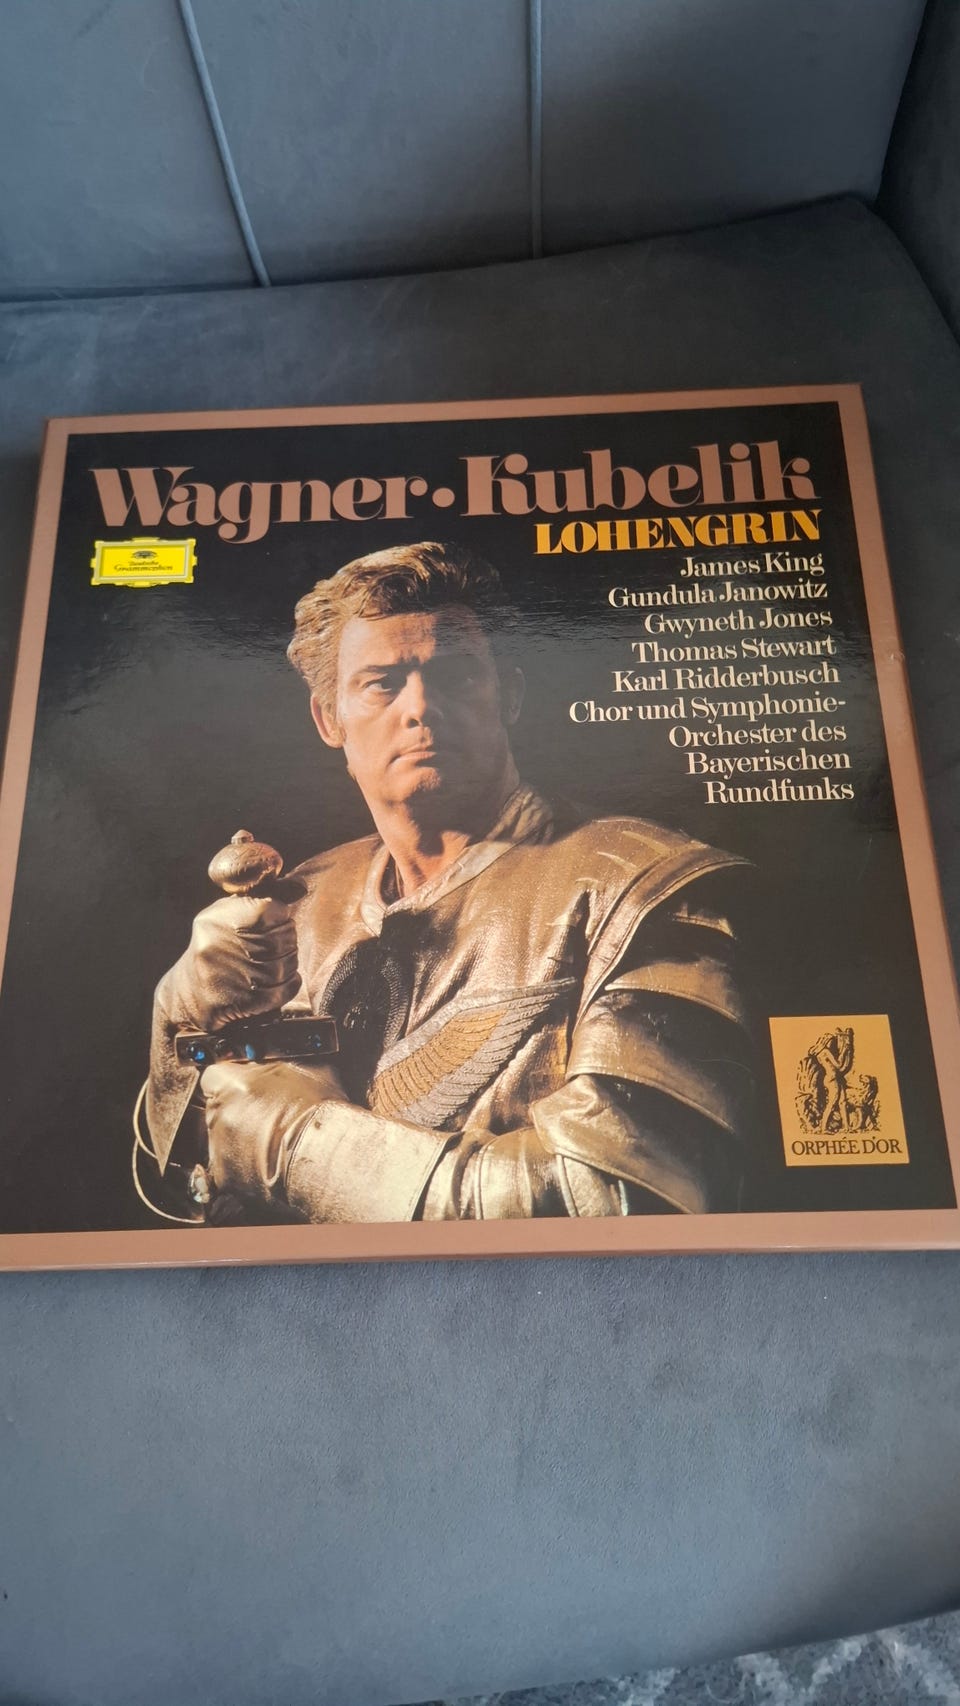 Wagner·Kubelik
LOHENGRIN
Deutsche
Grammophon
James King
Gundula Janowitz
Gwyneth Jones
Thomas Stewart
Karl Ridderbusch
Chor und Symphonie-
Orchester des
Bayerischen
Rundfunks
ORPHÉE D'OR